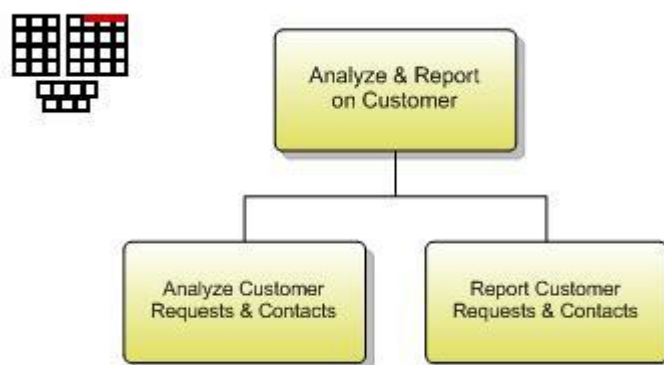 Analyze & Report
on Customer
Analyze Customer
Requests & Contacts
Report Customer
Requests & Contacts